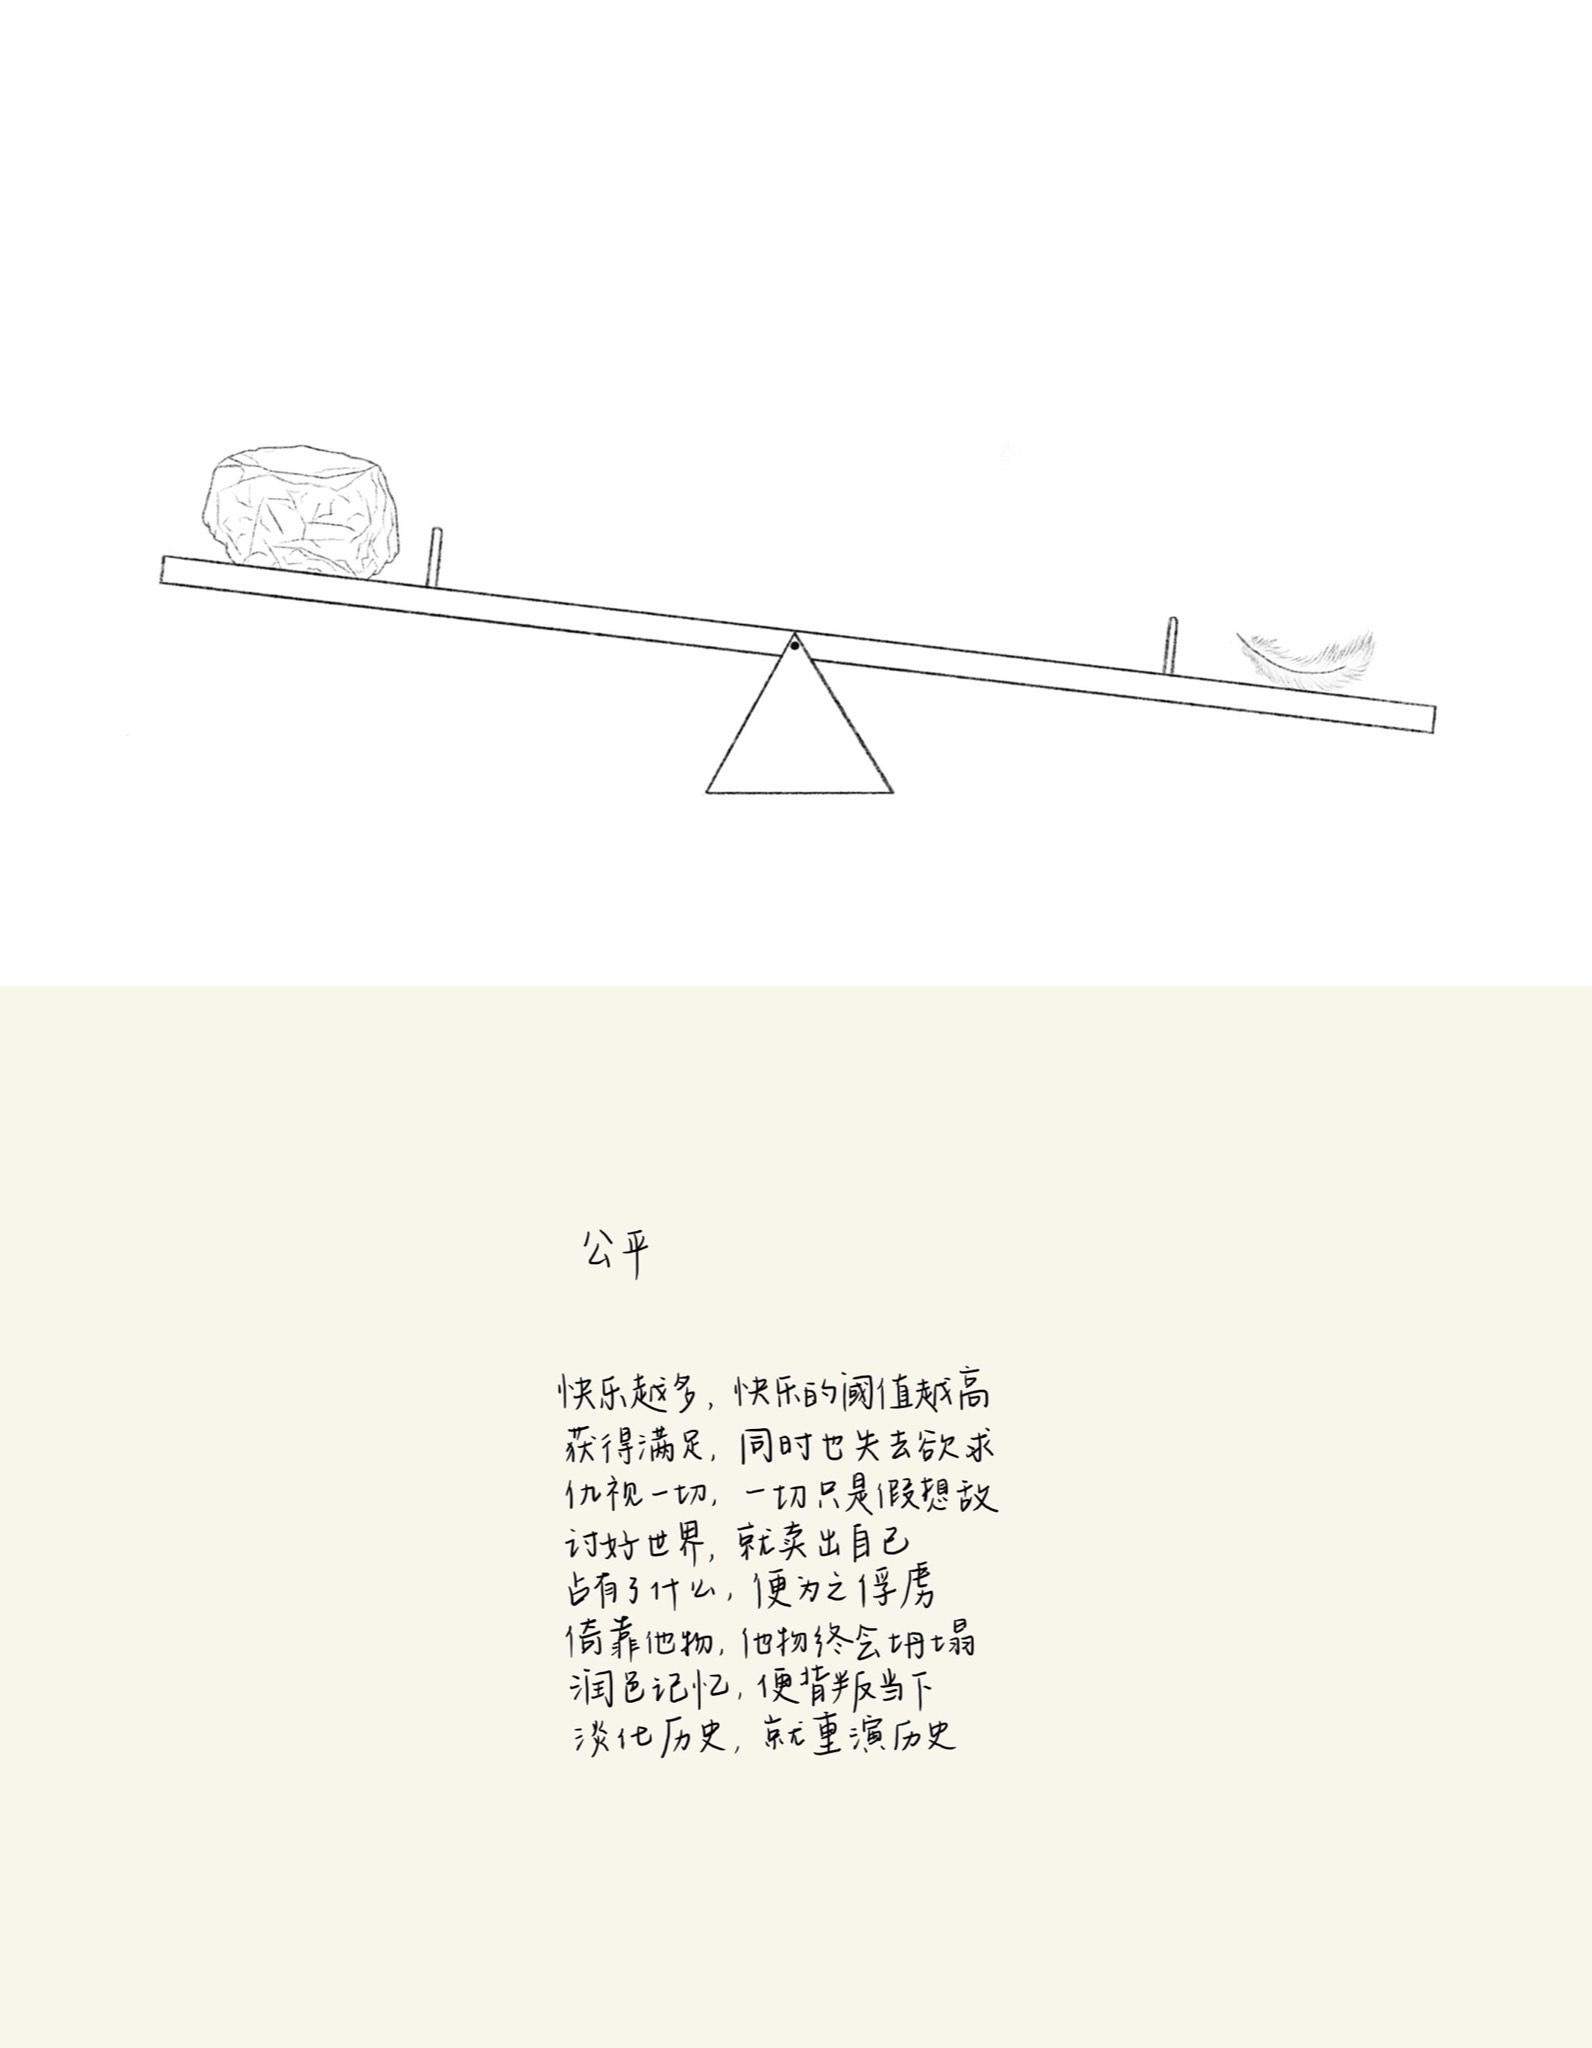 公平
快乐越多，快乐的阈值越高
获得满足，同时也失去欲求
仇视一切，一切只是假想敌
讨好世界，就卖出自己
占有了什么，便为之俘虏
倚靠他物，他物终会坍塌
润色记忆，便背叛当下
淡化历史，就重演历史